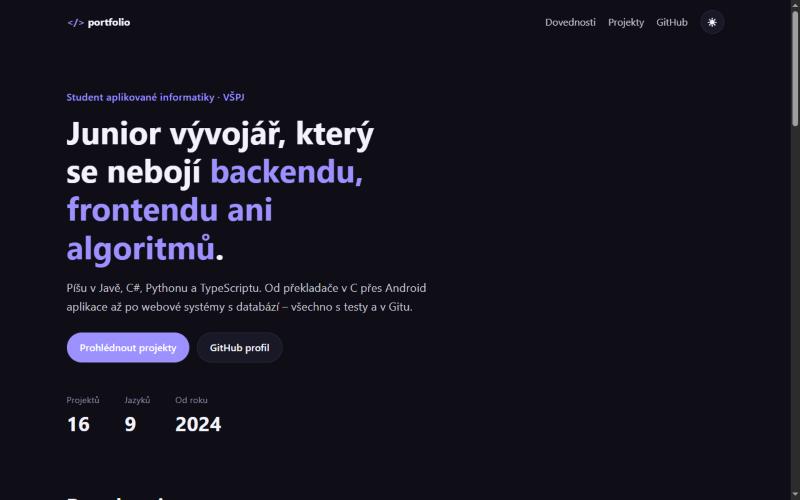 </> portfolio
Dovednosti Projekty GitHub
Student aplikované informatiky · VŠPJ
Junior vývojář, který
se nebojí backendu,
frontendu ani
algoritmů.
Píšu v Javě, C#, Pythonu a TypeScriptu. Od překladače v C přes Android
aplikace až po webové systémy s databází – všechno s testy a v Gitu.
Prohlédnout projekty GitHub profil
Projektů Jazyků Od roku
16 9 2024